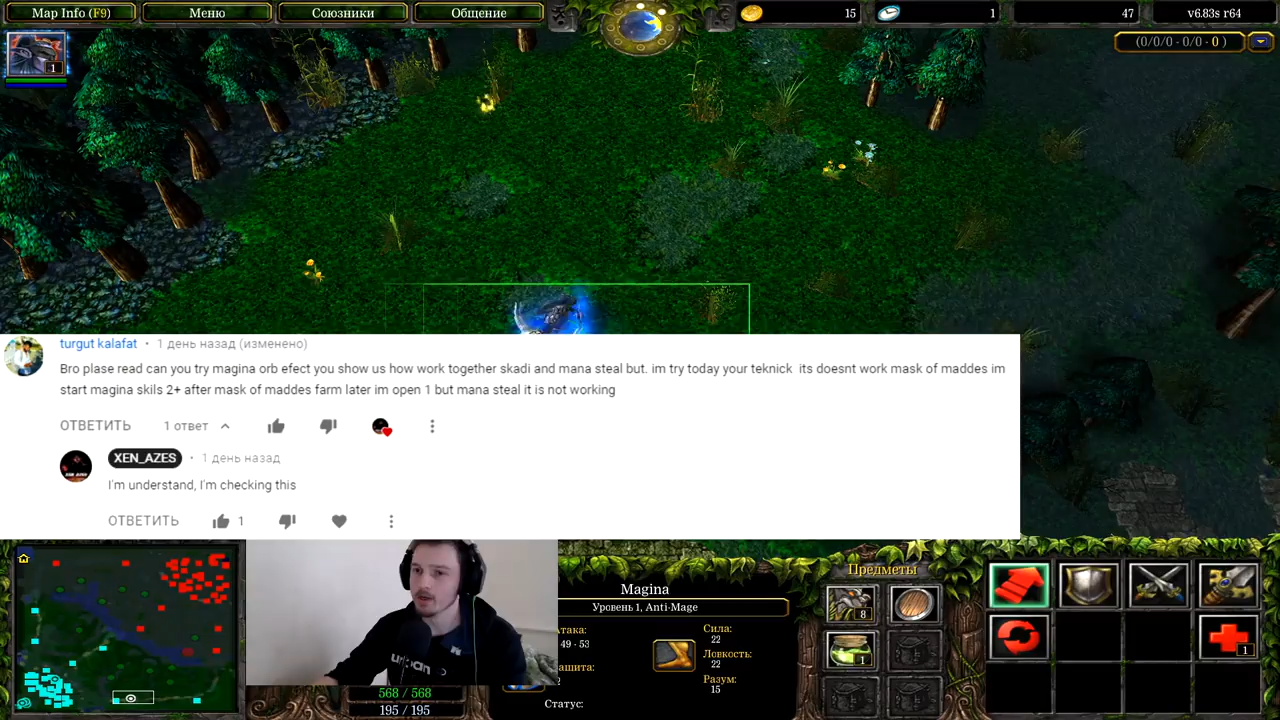 Map Info (F9) Меню Союзники Общение 15 1 47 v6.83s r64
(0/0/0 - 0/0 - 0 )
1
turgut kalafat • 1 день назад (изменено)
Bro plase read can you try magina orb efect you show us how work together skadi and mana steal but. im try today your teknick its doesnt work mask of maddes im
start magina skils 2+ after mask of maddes farm later im open 1 but mana steal it is not working
ОТВЕТИТЬ 1 ответ
XEN_AZES • 1 день назад
I'm understand, I'm checking this
ОТВЕТИТЬ 1
Magina
Уровень 1, Anti-Mage
така:
49 - 53
ащита:
Статус:
Сила:
22
Ловкость:
22
Разум:
15
568 / 568
195 / 195
Предметы
8
1
1